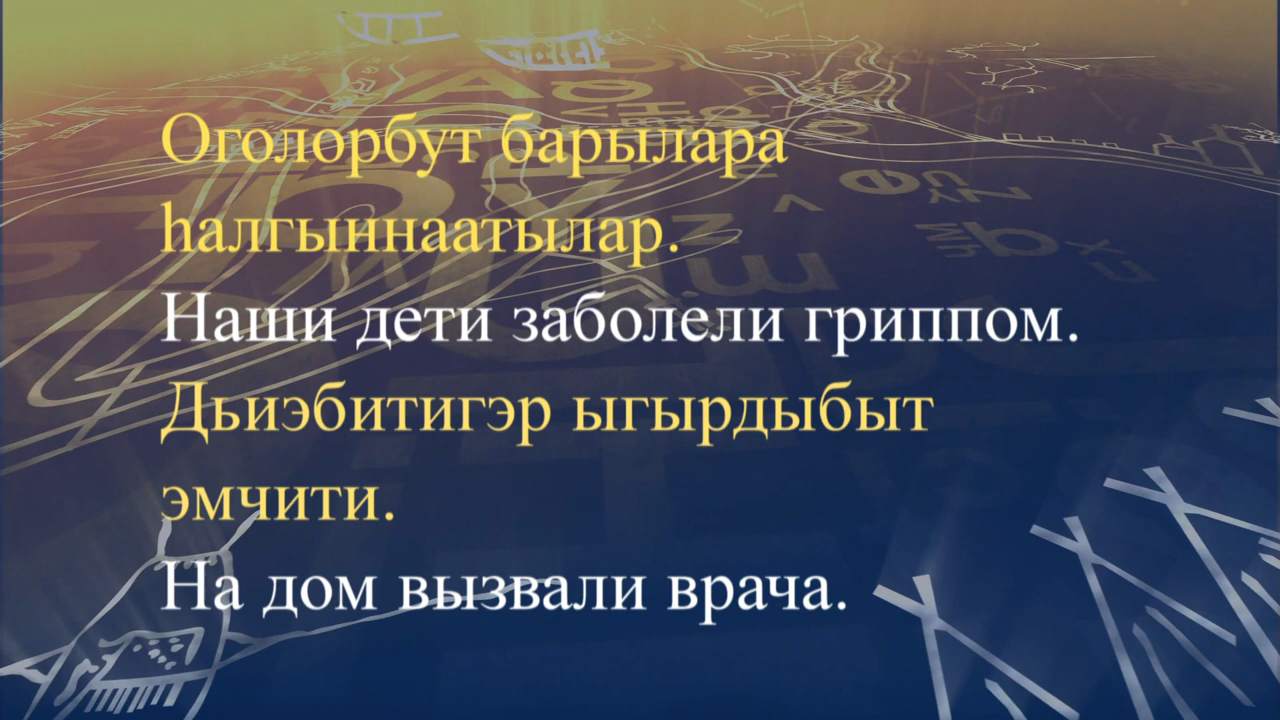 Оголорбут барылара
һалгыннаатылар.
Наши дети заболели гриппом.
Дьиэбитигэр ыгырдыбыт
эмчити.
На дом вызвали врача.